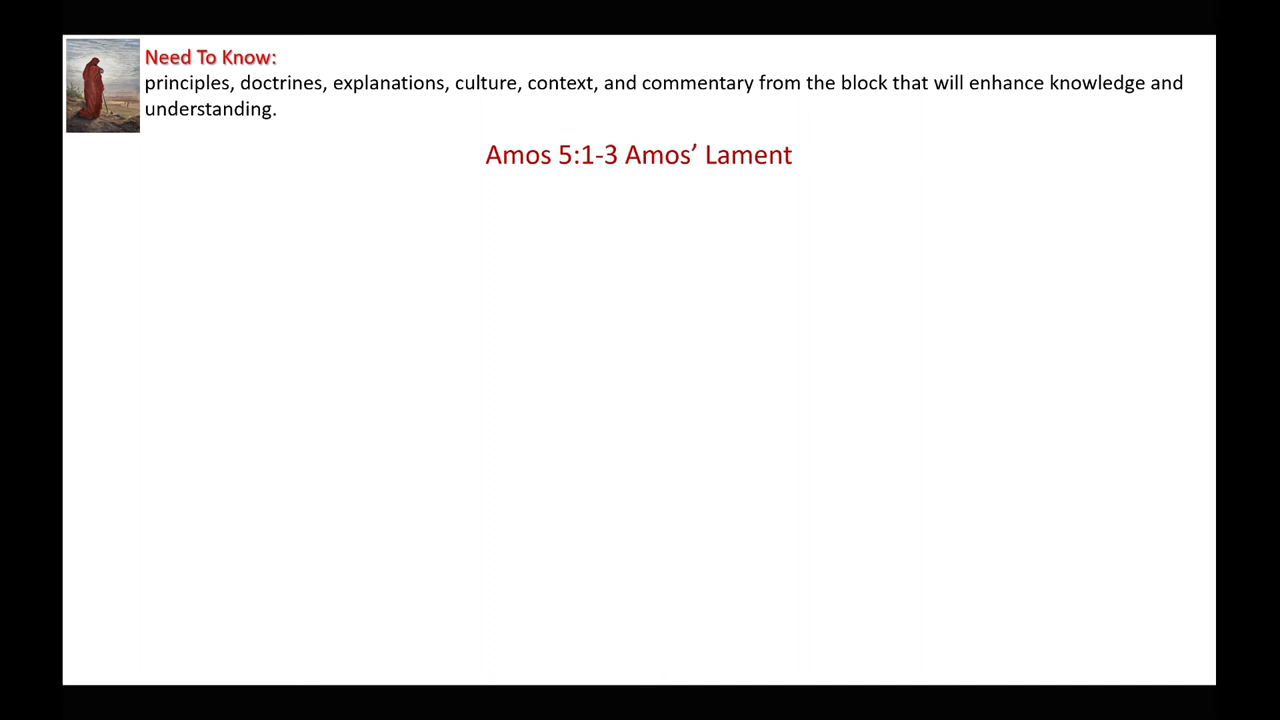 Need To Know:
principles, doctrines, explanations, culture, context, and commentary from the block that will enhance knowledge and
understanding.
Amos 5:1-3 Amos’ Lament